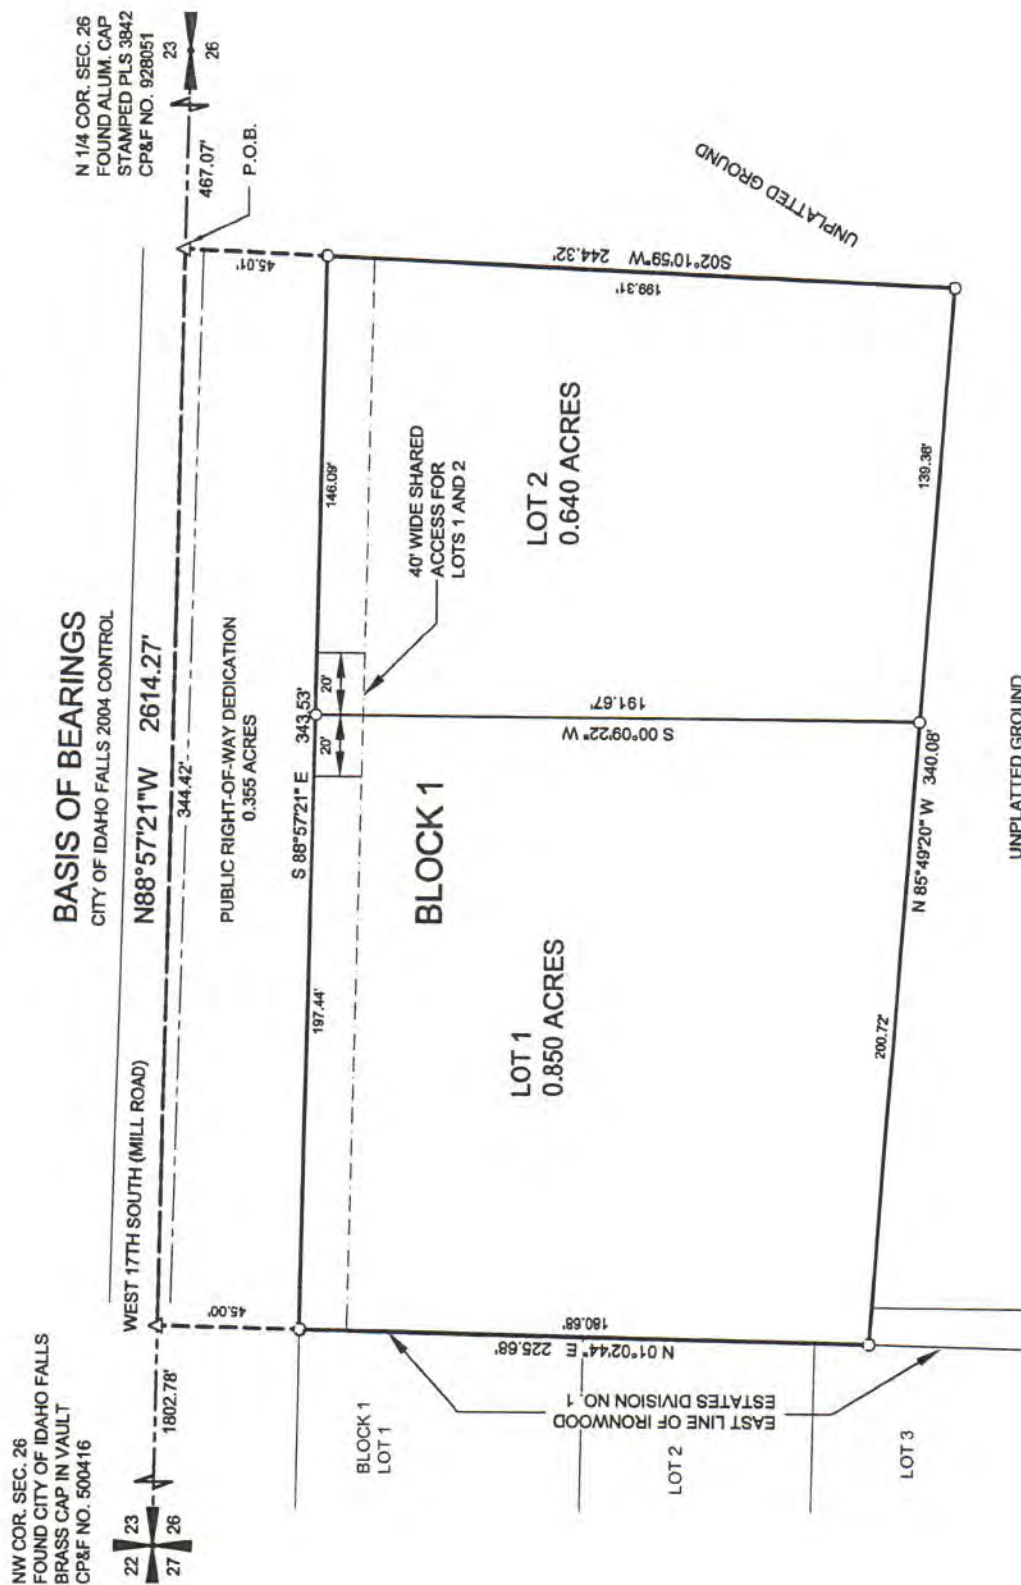 NW COR. SEC. 26
FOUND CITY OF IDAHO FALLS
BRASS CAP IN VAULT
CP&F NO. 500416
22 23
27 26
1802.78'
BASIS OF BEARINGS
CITY OF IDAHO FALLS 2004 CONTROL
N88°57'21"W 2614.27'
WEST 17TH SOUTH (MILL ROAD)
344.42'
N 1/4 COR. SEC. 26
FOUND ALUM. CAP
STAMPED PLS 3842
CP&F NO. 928051
23
26
467.07'
P.O.B.
PUBLIC RIGHT-OF-WAY DEDICATION
0.355 ACRES
45.00'
45.01'
S 88°57'21" E 343.53'
197.44'
146.09'
20' 20'
40' WIDE SHARED
ACCESS FOR
LOTS 1 AND 2
BLOCK 1
LOT 1
0.850 ACRES
LOT 2
0.640 ACRES
S 00°09'22" W
191.67'
S02°10'59"W 244.32'
199.31'
UNPLATTED GROUND
N 01°02'44" E 225.68'
180.68'
EAST LINE OF IRONWOOD
ESTATES DIVISION NO. 1
BLOCK 1
LOT 1
LOT 2
LOT 3
200.72'
N 85°49'20" W 340.08'
139.36'
UNPLATTED GROUND